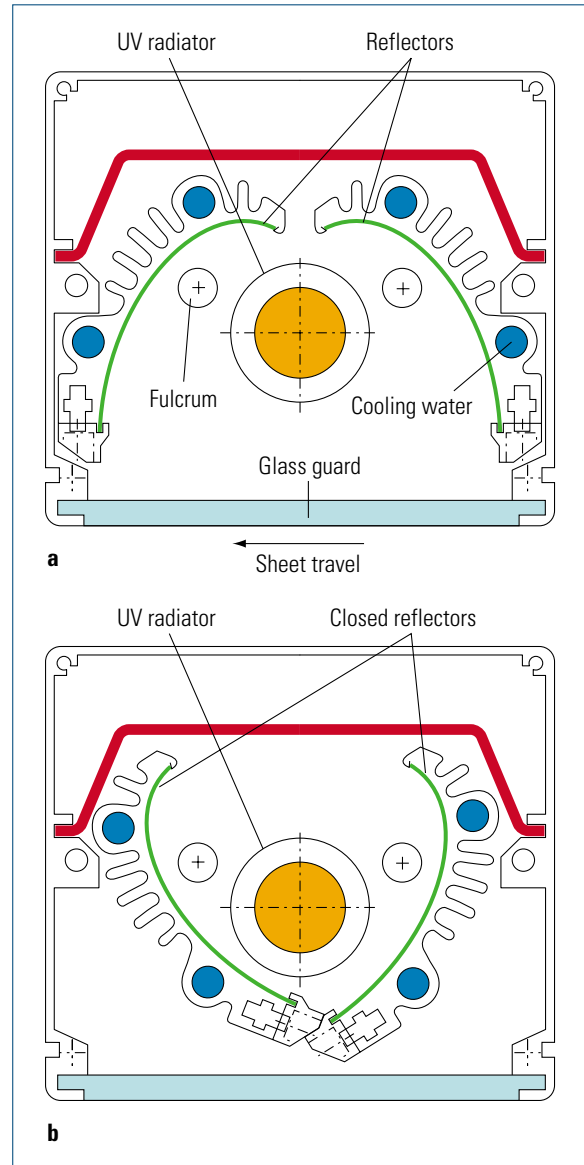 UV radiator
Reflectors
Fulcrum
Cooling water
Glass guard
a
Sheet travel
UV radiator
Closed reflectors
b